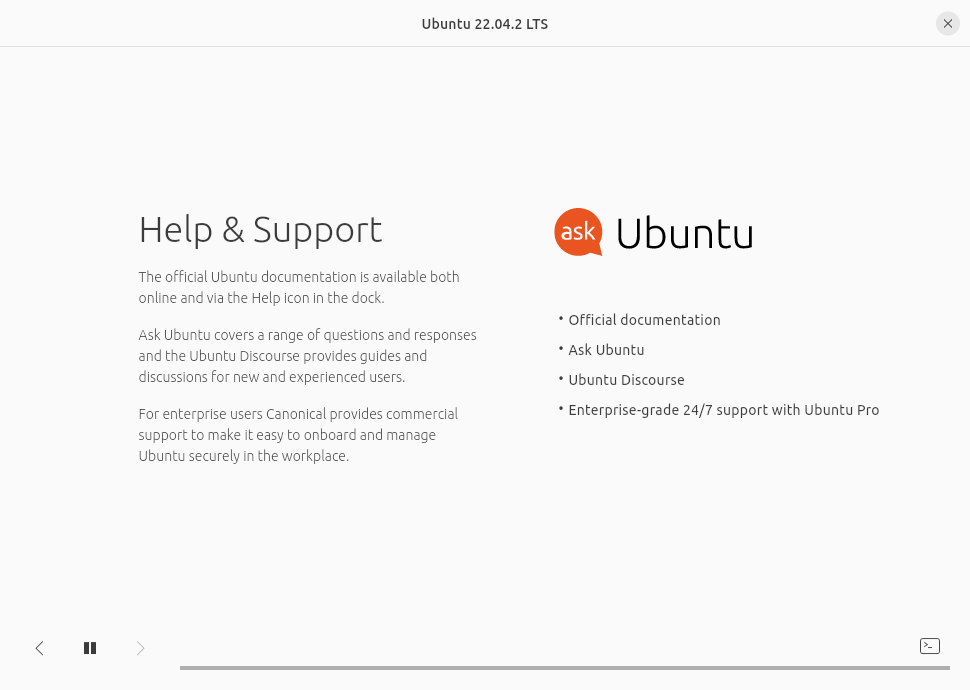 Ubuntu 22.04.2 LTS
Help & Support
The official Ubuntu documentation is available both
online and via the Help icon in the dock.
Ask Ubuntu covers a range of questions and responses
and the Ubuntu Discourse provides guides and
discussions for new and experienced users.
For enterprise users Canonical provides commercial
support to make it easy to onboard and manage
Ubuntu securely in the workplace.
ask Ubuntu
• Official documentation
• Ask Ubuntu
• Ubuntu Discourse
• Enterprise-grade 24/7 support with Ubuntu Pro